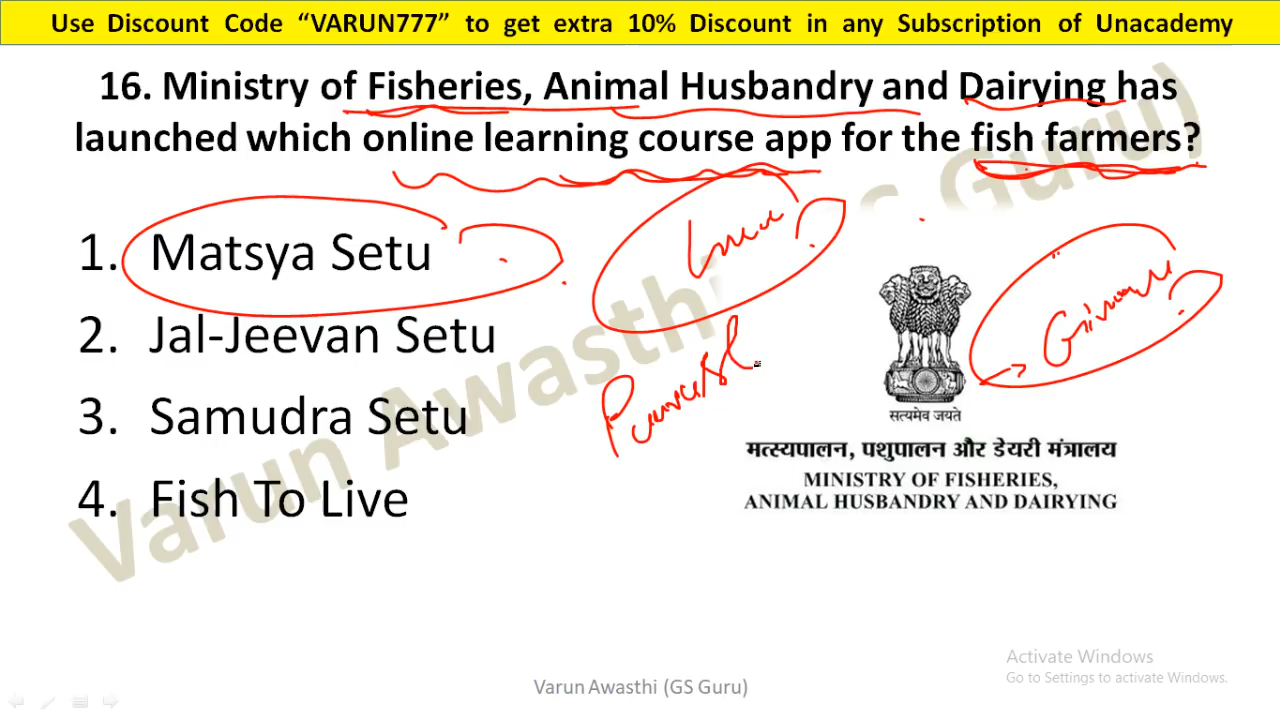 Use Discount Code “VARUN777” to get extra 10% Discount in any Subscription of Unacademy
16. Ministry of Fisheries, Animal Husbandry and Dairying has
launched which online learning course app for the fish farmers?
1. Matsya Setu
2. Jal-Jeevan Setu
3. Samudra Setu
4. Fish To Live
सत्यमेव जयते
मत्स्यपालन, पशुपालन और डेयरी मंत्रालय
MINISTRY OF FISHERIES,
ANIMAL HUSBANDRY AND DAIRYING
Varun Awasthi (GS Guru)
Activate Windows
Go to Settings to activate Windows.
Varun Awasthi (GS Guru)